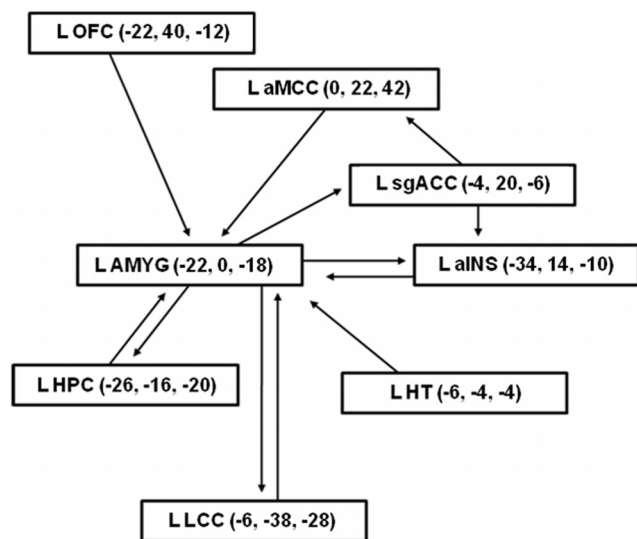 L OFC (-22, 40, -12)
L aMCC (0, 22, 42)
L sgACC (-4, 20, -6)
L AMYG (-22, 0, -18)
L aINS (-34, 14, -10)
L HPC (-26, -16, -20)
L HT (-6, -4, -4)
L LCC (-6, -38, -28)